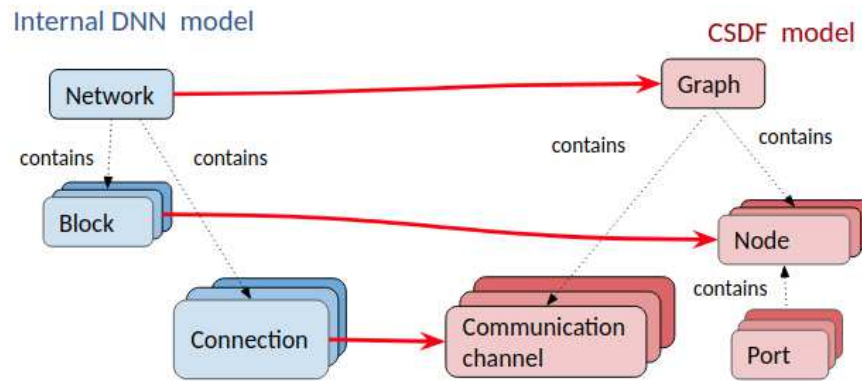 Internal DNN model
CSDF model
Network
Graph
contains
contains
contains
contains
Block
Node
contains
Connection
Communication
channel
Port